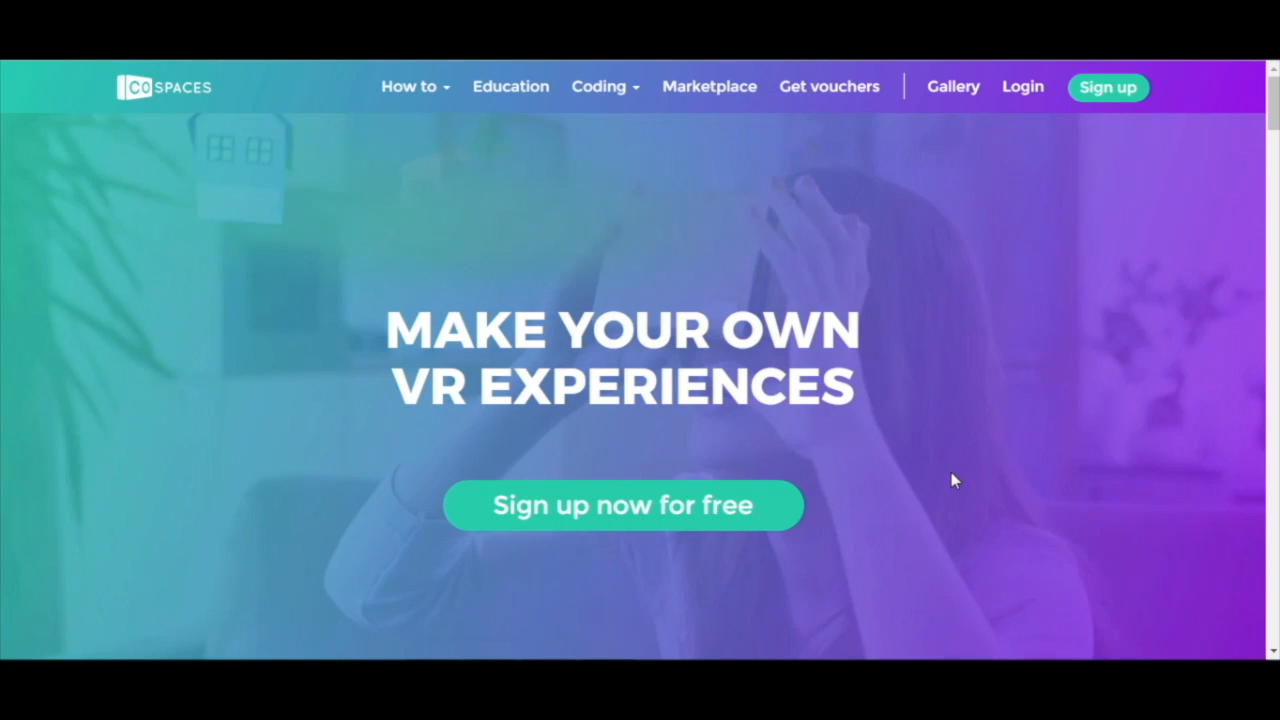 CO SPACES
How to
Education
Coding
Marketplace
Get vouchers
Gallery
Login
Sign up
MAKE YOUR OWN
VR EXPERIENCES
Sign up now for free